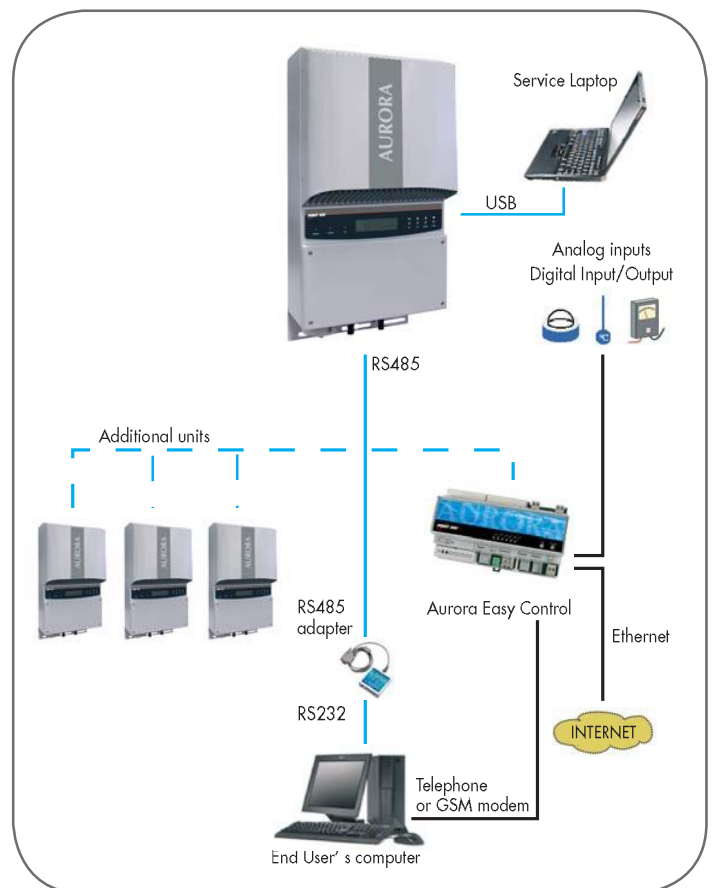 Service Laptop
AURORA
USB
Analog inputs
Digital Input/Output
RS485
Additional units
AURORA
AURORA
AURORA
AURORA
RS485
adapter
Aurora Easy Control
Ethernet
RS232
INTERNET
Telephone
or GSM modem
End User' s computer